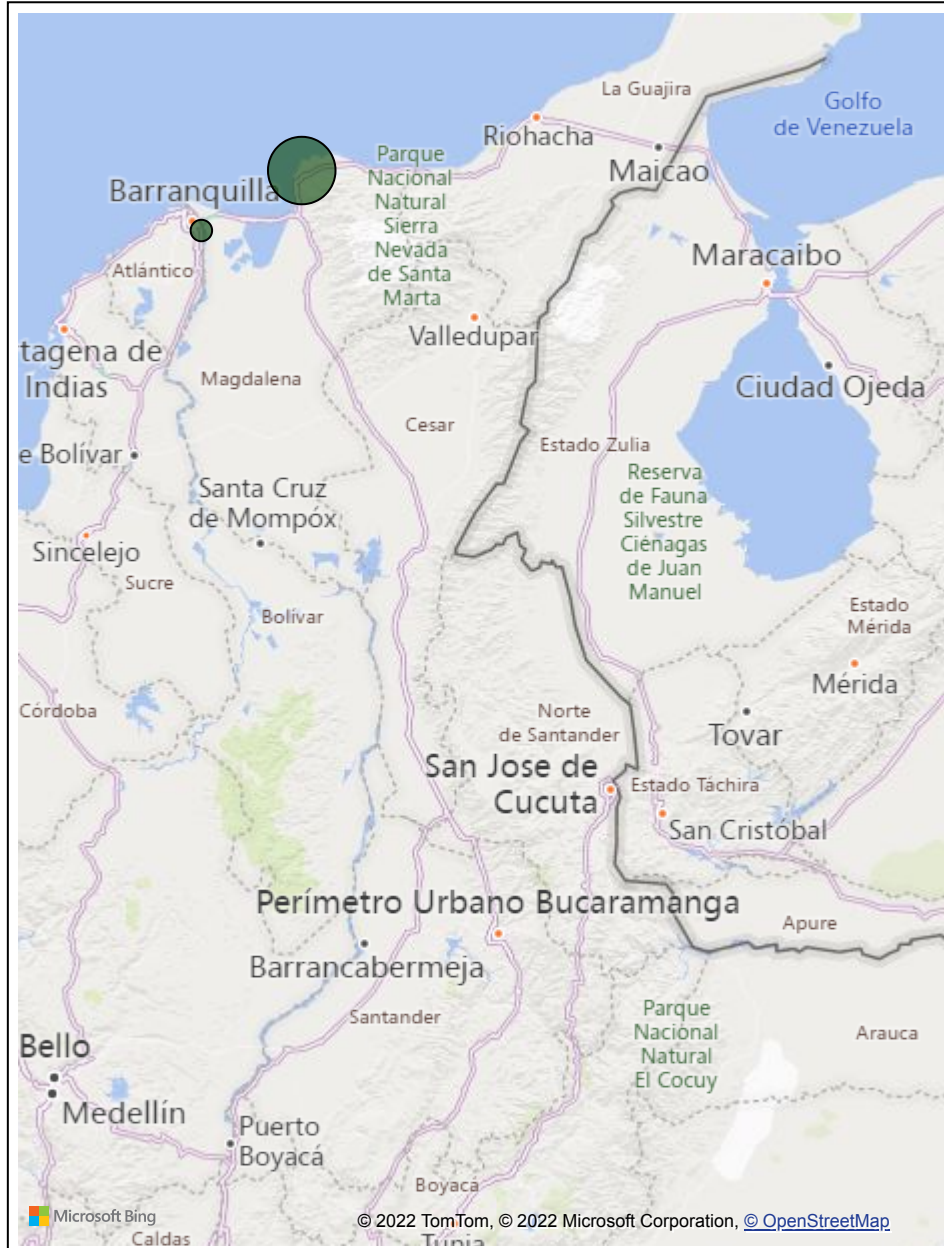 La Guajira
Golfo
de Venezuela
Riohacha
Parque
Nacional
Natural
Sierra
Nevada
de Santa
Marta
Maicao
Barranquilla
Maracaibo
Atlántico
Valledupar
tagena de
Indias
Magdalena
Ciudad Ojeda
Cesar
Estado Zulia
e Bolívar
Reserva
de Fauna
Silvestre
Ciénagas
de Juan
Manuel
Santa Cruz
de Mompóx
Sincelejo
Sucre
Bolívar
Estado
Mérida
Mérida
Córdoba
Norte
de Santander
Tovar
San Jose de
Cucuta
Estado Táchira
San Cristóbal
Perímetro Urbano Bucaramanga
Apure
Barrancabermeja
Santander
Parque
Nacional
Natural
El Cocuy
Arauca
Bello
Medellín
Puerto
Boyacá
Boyacá
Microsoft Bing
© 2022 TomTom, © 2022 Microsoft Corporation, © OpenStreetMap
Caldas
Tunja